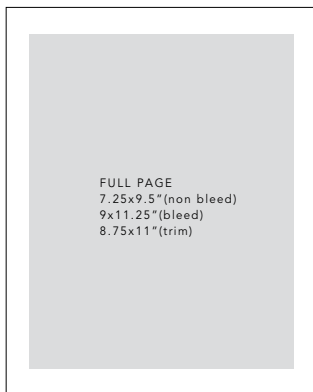 FULL PAGE
7.25x9.5”(non bleed)
9x11.25”(bleed)
8.75x11”(trim)